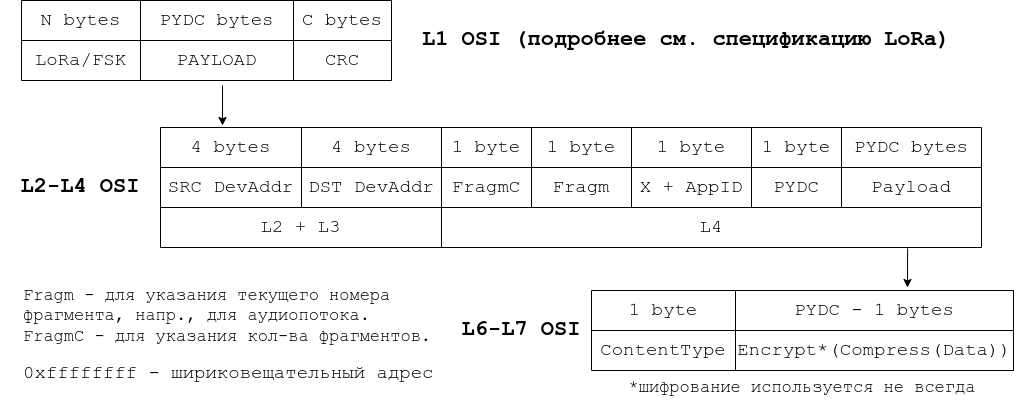 N bytes PYDC bytes C bytes
LoRa/FSK PAYLOAD CRC
L1 OSI (подробнее см. спецификацию LoRa)
4 bytes 4 bytes 1 byte 1 byte 1 byte 1 byte PYDC bytes
L2-L4 OSI
SRC DevAddr DST DevAddr FragmC Fragm X + AppID PYDC Payload
L2 + L3 L4
Fragm - для указания текущего номера
фрагмента, напр., для аудиопотока.
FragmC - для указания кол-ва фрагментов.
0xffffffff - шириковещательный адрес
L6-L7 OSI
1 byte PYDC - 1 bytes
ContentType Encrypt*(Compress(Data))
*шифрование используется не всегда